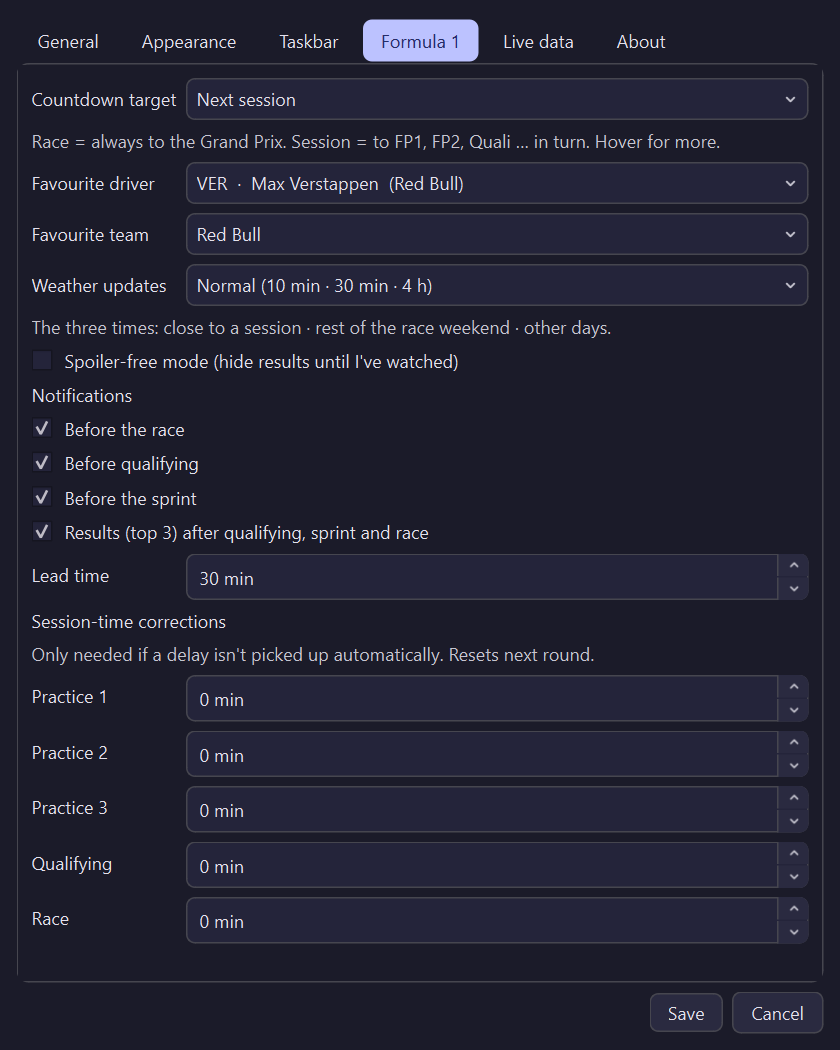 General Appearance Taskbar Formula 1 Live data About
Countdown target Next session
Race = always to the Grand Prix. Session = to FP1, FP2, Quali ... in turn. Hover for more.
Favourite driver VER · Max Verstappen (Red Bull)
Favourite team Red Bull
Weather updates Normal (10 min · 30 min · 4 h)
The three times: close to a session · rest of the race weekend · other days.
Spoiler-free mode (hide results until I've watched)
Notifications
Before the race
Before qualifying
Before the sprint
Results (top 3) after qualifying, sprint and race
Lead time 30 min
Session-time corrections
Only needed if a delay isn't picked up automatically. Resets next round.
Practice 1 0 min
Practice 2 0 min
Practice 3 0 min
Qualifying 0 min
Race 0 min
Save Cancel